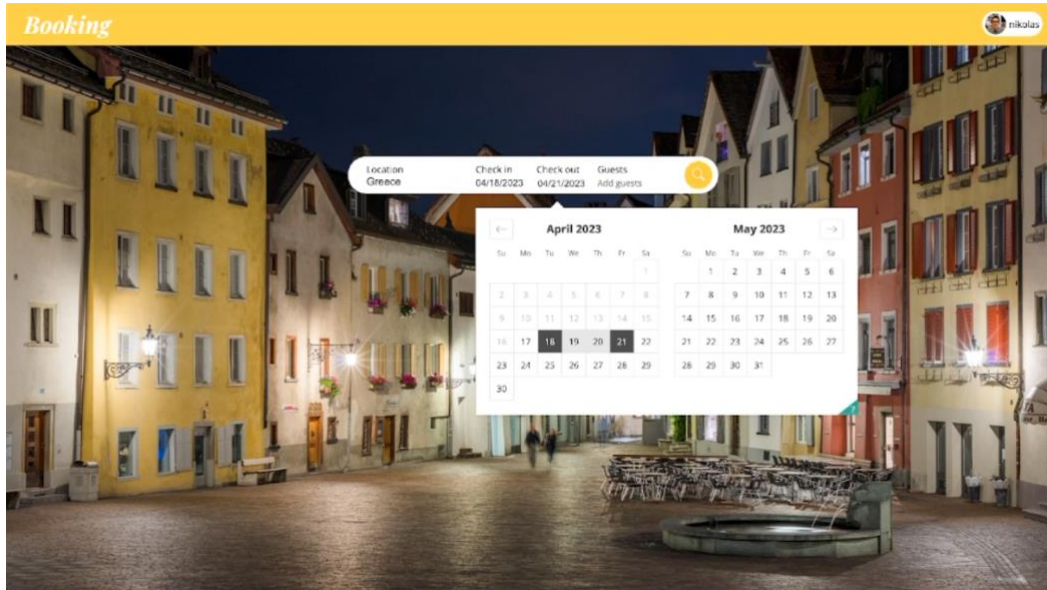 Booking
nikolas
Location Check in Check out Guests
Greece 04/18/2023 04/21/2023 Add guests
← April 2023 May 2023 →
Su Mo Tu We Th Fr Sa Su Mo Tu We Th Fr Sa
1 1 2 3 4 5 6
2 3 4 5 6 7 8 7 8 9 10 11 12 13
9 10 11 12 13 14 15 14 15 16 17 18 19 20
16 17 18 19 20 21 22 21 22 23 24 25 26 27
23 24 25 26 27 28 29 28 29 30 31
30
?